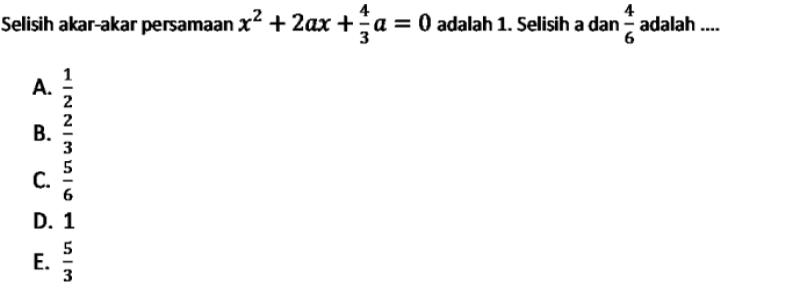 Selisih akar-akar persamaan x² + 2ax + 4/3 a = 0 adalah 1. Selisih a dan 4/6 adalah ....
A. 1/2
B. 2/3
C. 5/6
D. 1
E. 5/3